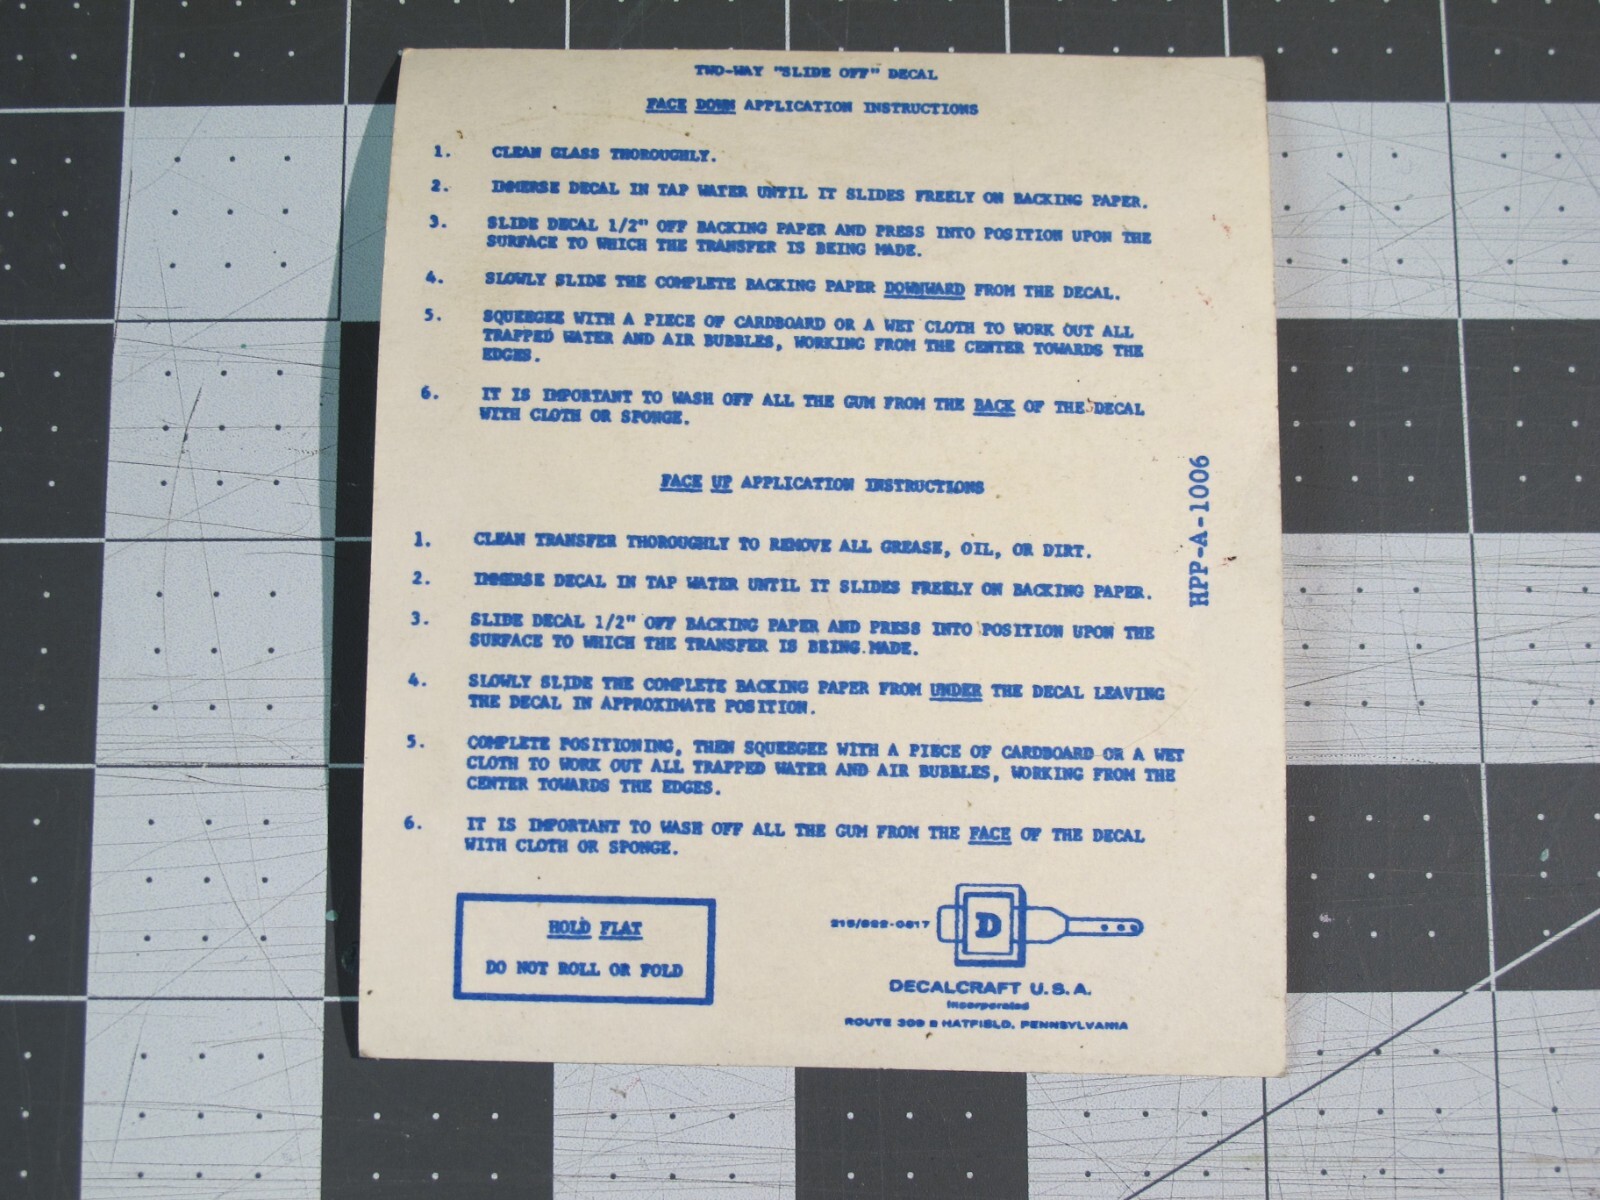 TWO-WAY "SLIDE OFF" DECAL
FACE DOWN APPLICATION INSTRUCTIONS
1. CLEAN GLASS THOROUGHLY.
2. IMMERSE DECAL IN TAP WATER UNTIL IT SLIDES FREELY ON BACKING PAPER.
3. SLIDE DECAL 1/2" OFF BACKING PAPER AND PRESS INTO POSITION UPON THE
SURFACE TO WHICH THE TRANSFER IS BEING MADE.
4. SLOWLY SLIDE THE COMPLETE BACKING PAPER DOWNWARD FROM THE DECAL.
5. SQUEEGEE WITH A PIECE OF CARDBOARD OR A WET CLOTH TO WORK OUT ALL
TRAPPED WATER AND AIR BUBBLES, WORKING FROM THE CENTER TOWARDS THE
EDGES.
6. IT IS IMPORTANT TO WASH OFF ALL THE GUM FROM THE BACK OF THE DECAL
WITH CLOTH OR SPONGE.
FACE UP APPLICATION INSTRUCTIONS
1. CLEAN TRANSFER THOROUGHLY TO REMOVE ALL GREASE, OIL, OR DIRT.
2. IMMERSE DECAL IN TAP WATER UNTIL IT SLIDES FREELY ON BACKING PAPER.
3. SLIDE DECAL 1/2" OFF BACKING PAPER AND PRESS INTO POSITION UPON THE
SURFACE TO WHICH THE TRANSFER IS BEING MADE.
4. SLOWLY SLIDE THE COMPLETE BACKING PAPER FROM UNDER THE DECAL LEAVING
THE DECAL IN APPROXIMATE POSITION.
5. COMPLETE POSITIONING, THEN SQUEEGEE WITH A PIECE OF CARDBOARD OR A WET
CLOTH TO WORK OUT ALL TRAPPED WATER AND AIR BUBBLES, WORKING FROM THE
CENTER TOWARDS THE EDGES.
6. IT IS IMPORTANT TO WASH OFF ALL THE GUM FROM THE FACE OF THE DECAL
WITH CLOTH OR SPONGE.
HPP-A-1006
HOLD FLAT
DO NOT ROLL OR FOLD
D
DECALCRAFT U.S.A.
Incorporated
ROUTE 309 HATFIELD, PENNSYLVANIA